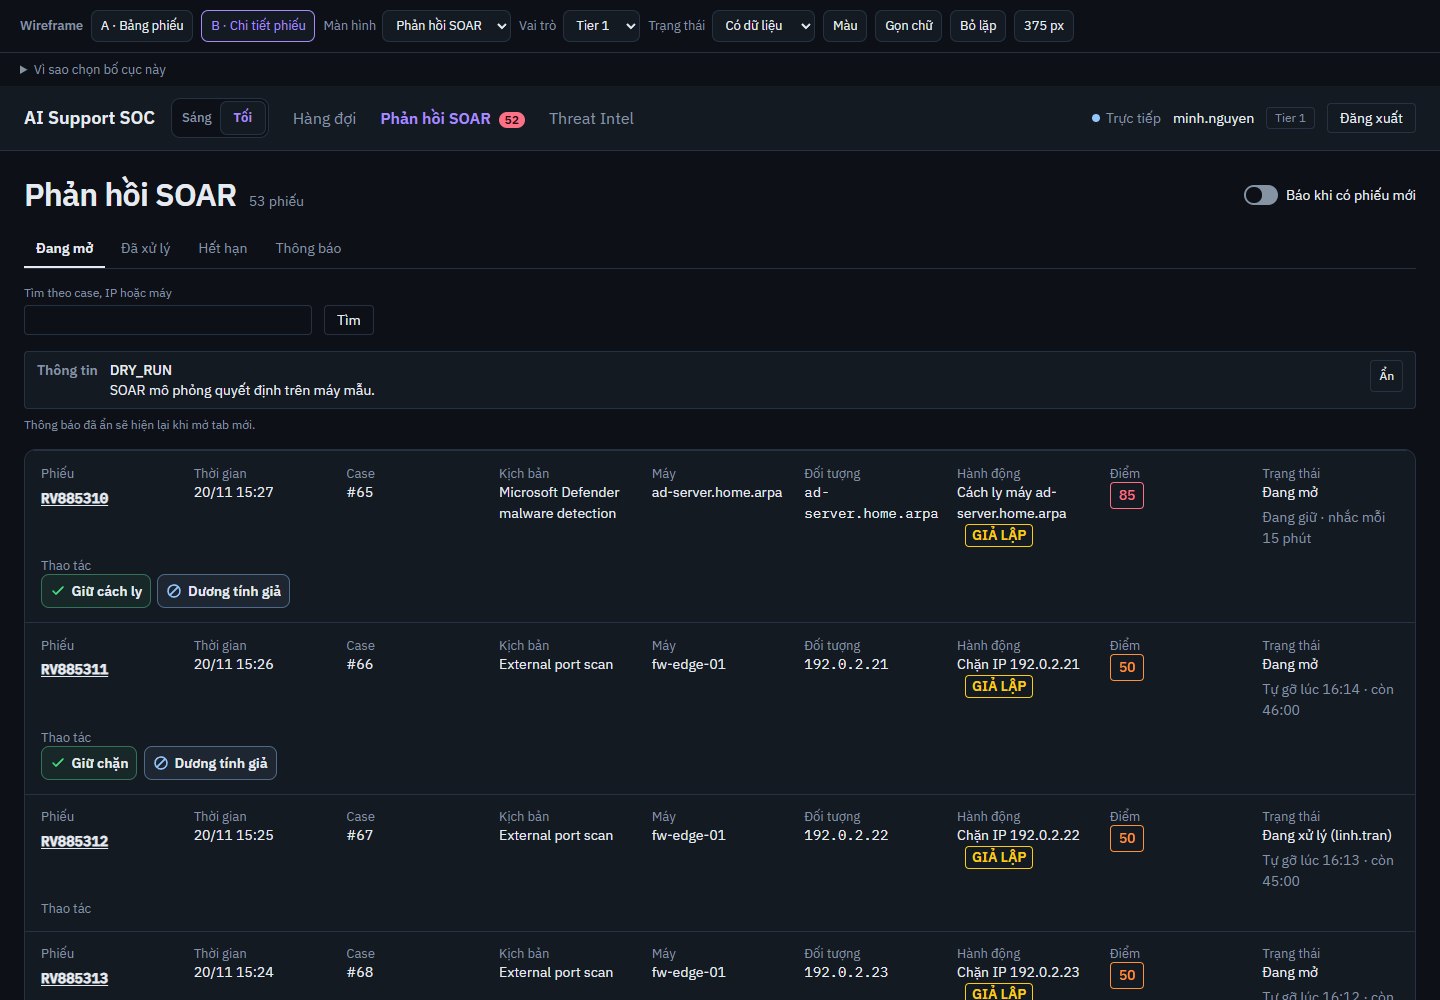 Wireframe A · Bảng phiếu B · Chi tiết phiếu Màn hình Phản hồi SOAR Vai trò Tier 1 Trạng thái Có dữ liệu Màu Gọn chữ Bỏ lặp 375 px
Vì sao chọn bố cục này
AI Support SOC Sáng Tối Hàng đợi Phản hồi SOAR 52 Threat Intel Trực tiếp minh.nguyen Tier 1 Đăng xuất
Phản hồi SOAR 53 phiếu Báo khi có phiếu mới
Đang mở Đã xử lý Hết hạn Thông báo
Tìm theo case, IP hoặc máy
Tìm
Thông tin DRY_RUN Ẩn
SOAR mô phỏng quyết định trên máy mẫu.
Thông báo đã ẩn sẽ hiện lại khi mở tab mới.
Phiếu Thời gian Case Kịch bản Máy Đối tượng Hành động Điểm Trạng thái
RV885310 20/11 15:27 #65 Microsoft Defender ad-server.home.arpa ad- Cách ly máy ad- 85 Đang mở
malware detection server.home.arpa server.home.arpa Đang giữ · nhắc mỗi
GIẢ LẬP 15 phút
Thao tác
Giữ cách ly Dương tính giả
Phiếu Thời gian Case Kịch bản Máy Đối tượng Hành động Điểm Trạng thái
RV885311 20/11 15:26 #66 External port scan fw-edge-01 192.0.2.21 Chặn IP 192.0.2.21 50 Đang mở
GIẢ LẬP Tự gỡ lúc 16:14 · còn
46:00
Thao tác
Giữ chặn Dương tính giả
Phiếu Thời gian Case Kịch bản Máy Đối tượng Hành động Điểm Trạng thái
RV885312 20/11 15:25 #67 External port scan fw-edge-01 192.0.2.22 Chặn IP 192.0.2.22 50 Đang xử lý (linh.tran)
GIẢ LẬP Tự gỡ lúc 16:13 · còn
45:00
Thao tác
Phiếu Thời gian Case Kịch bản Máy Đối tượng Hành động Điểm Trạng thái
RV885313 20/11 15:24 #68 External port scan fw-edge-01 192.0.2.23 Chặn IP 192.0.2.23 50 Đang mở
GIẢ LẬP Tự gỡ lúc 16:12 · còn